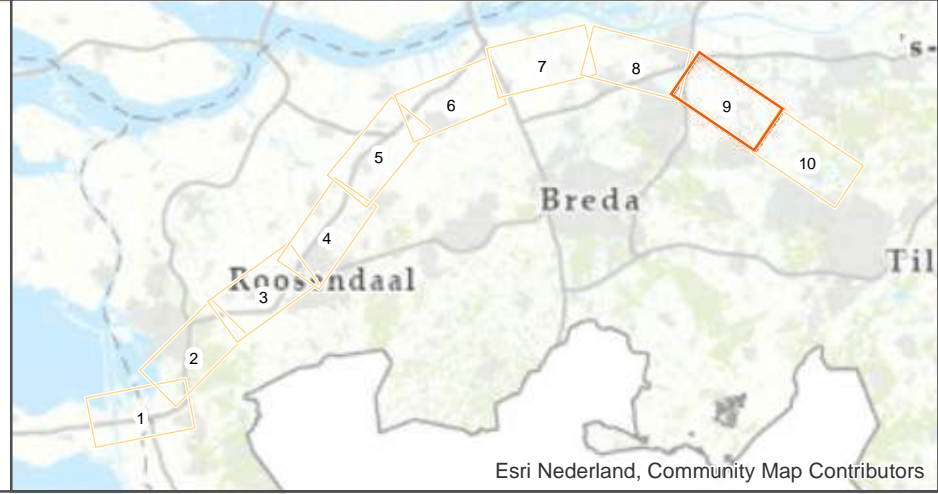 's-
7
8
6
9
5
10
Breda
4
Til
Roosendaal
3
2
1
Esri Nederland, Community Map Contributors